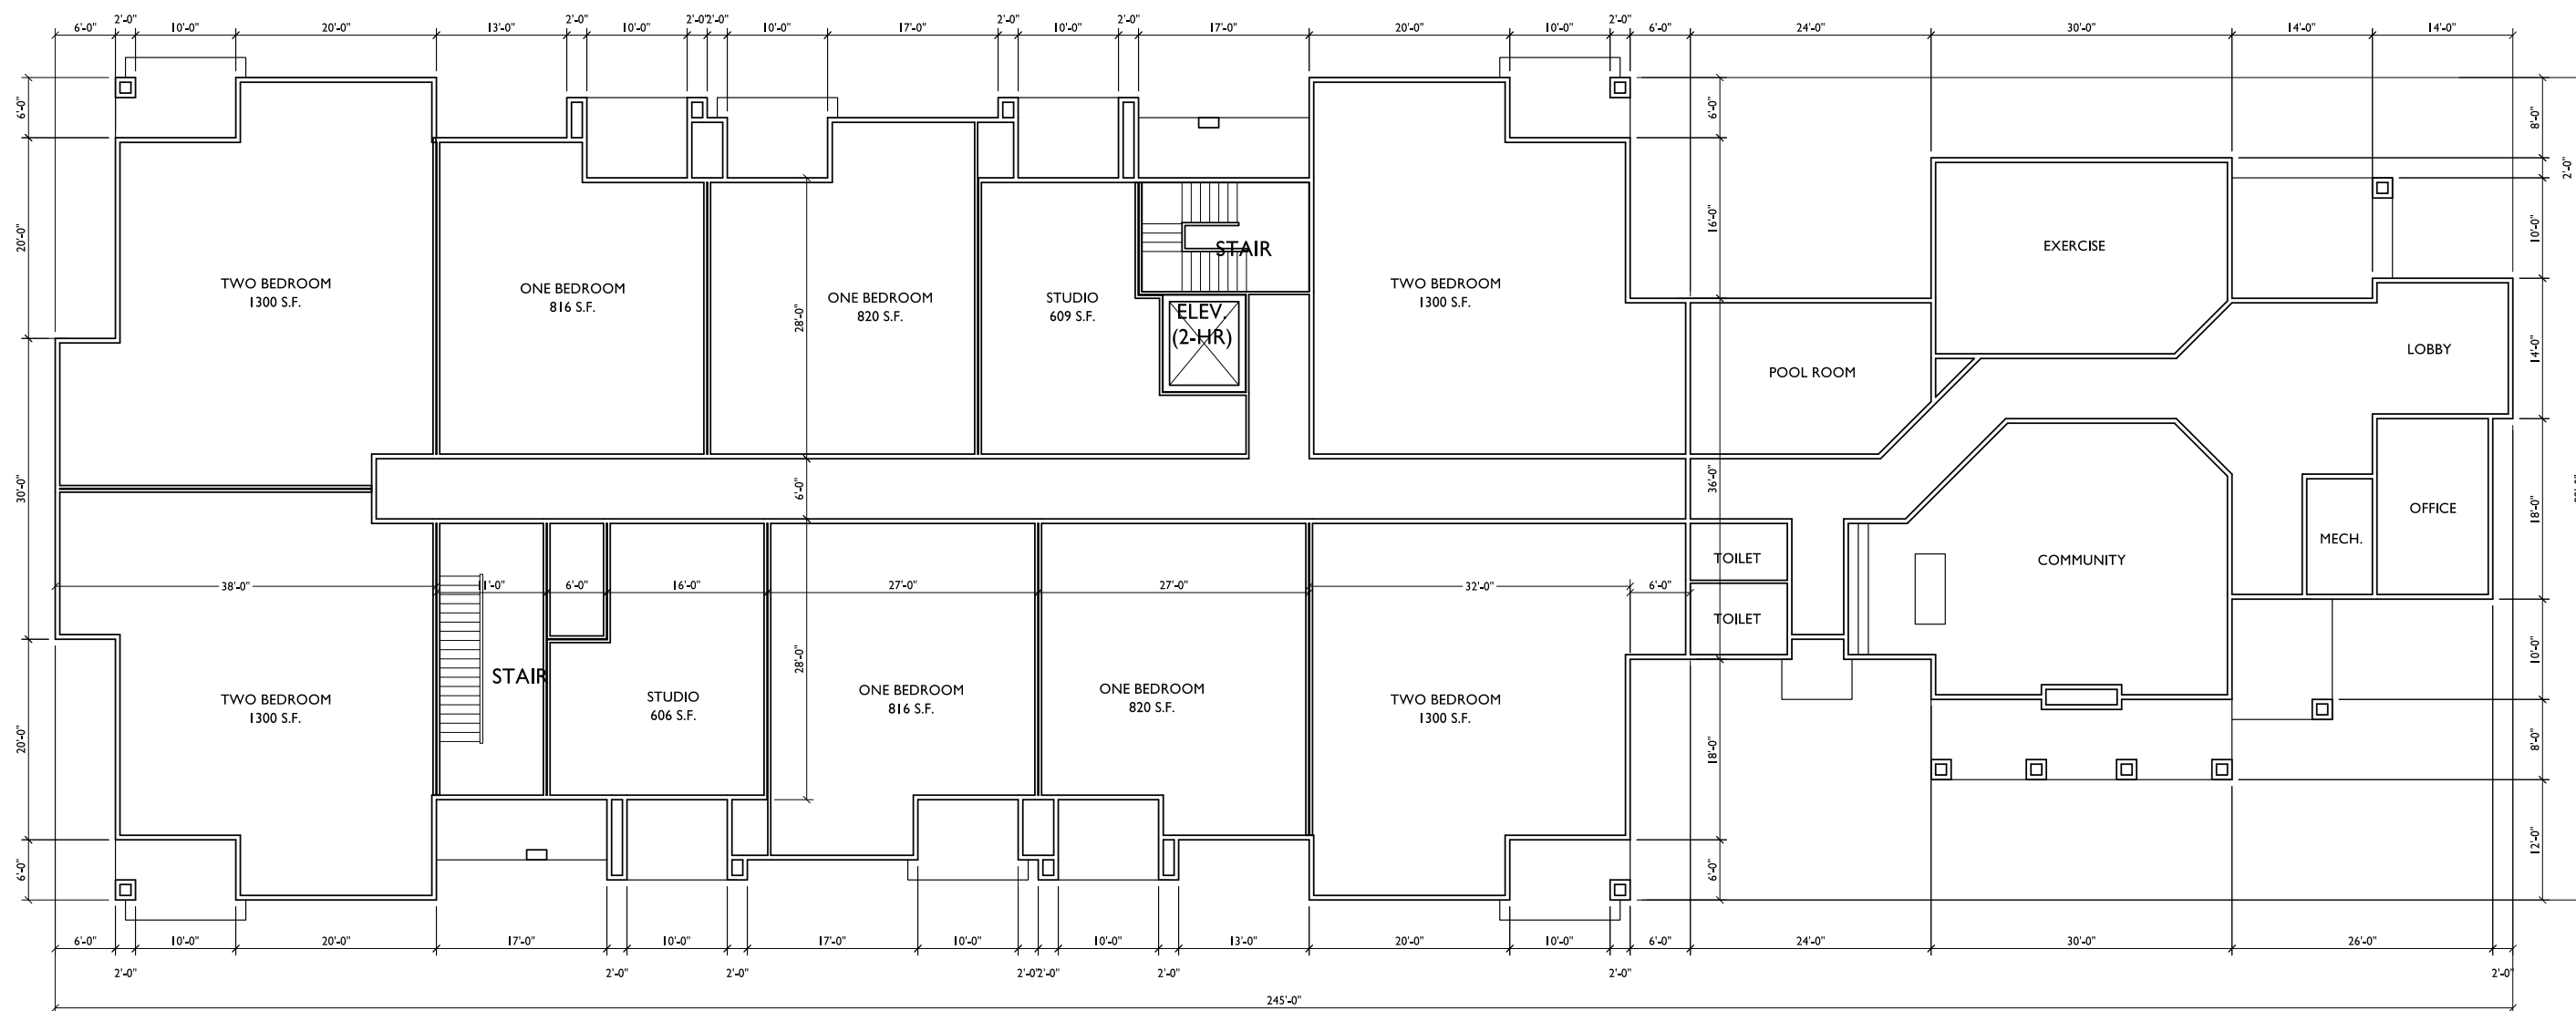 2'-0" 2'-0" 2'-0" 2'-0" 2'-0" 2'-0" 2'-0"
6'-0" 10'-0" 20'-0" 13'-0" 10'-0" 10'-0" 17'-0" 10'-0" 17'-0" 20'-0" 10'-0" 6'-0" 24'-0" 30'-0" 14'-0" 14'-0"
6'-0"
20'-0"
30'-0"
20'-0"
6'-0"
TWO BEDROOM
1300 S.F.
ONE BEDROOM
816 S.F.
ONE BEDROOM
820 S.F.
28'-0"
6'-0"
28'-0"
STUDIO
609 S.F.
STAIR
ELEV.
(2-HR)
TWO BEDROOM
1300 S.F.
6'-0"
16'-0"
36'-0"
18'-0"
6'-0"
POOL ROOM
EXERCISE
LOBBY
OFFICE
MECH.
COMMUNITY
TOILET
TOILET
8'-0"
2'-0"
10'-0"
14'-0"
18'-0"
10'-0"
8'-0"
12'-0"
38'-0" 11'-0" 6'-0" 16'-0" 27'-0" 27'-0" 32'-0" 6'-0"
TWO BEDROOM
1300 S.F.
STAIR
STUDIO
606 S.F.
ONE BEDROOM
816 S.F.
ONE BEDROOM
820 S.F.
TWO BEDROOM
1300 S.F.
6'-0" 10'-0" 20'-0" 17'-0" 10'-0" 17'-0" 10'-0" 10'-0" 13'-0" 20'-0" 10'-0" 6'-0" 24'-0" 30'-0" 26'-0"
2'-0" 2'-0" 2'-0" 2'-0" 2'-0" 2'-0" 2'-0" 2'-0"
245'-0"